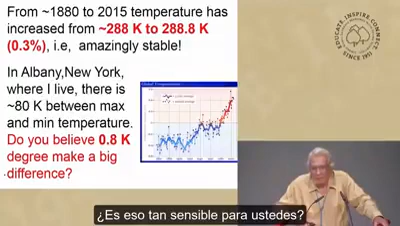 From ~1880 to 2015 temperature has
increased from ~288 K to 288.8 K
(0.3%), i.e, amazingly stable!
In Albany,New York,
where I live, there is
~80 K between max
and min temperature.
Do you believe 0.8 K
degree make a big
difference?
Global Temperatures
EDUCATE. INSPIRE. CONNECT.
SINCE 1951
¿Es eso tan sensible para ustedes?